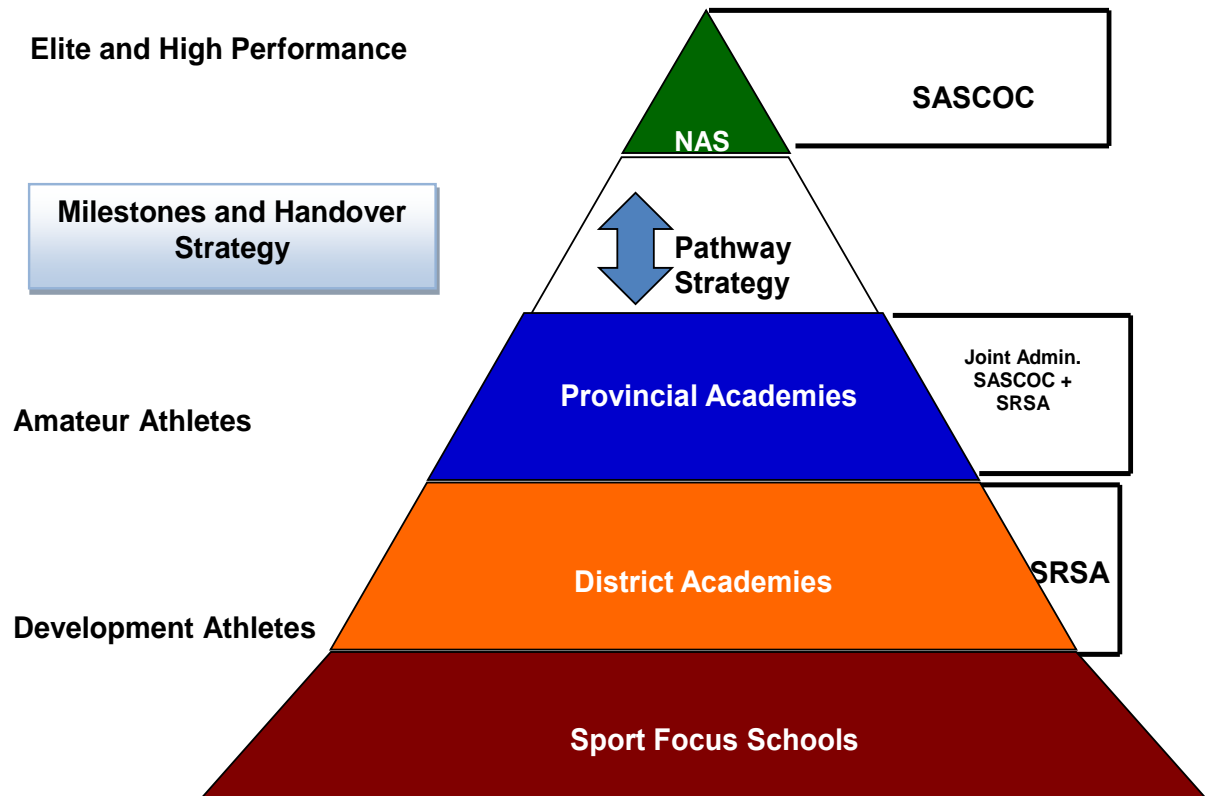 Elite and High Performance
SASCOC
NAS
Milestones and Handover
Strategy
Pathway
Strategy
Joint Admin.
SASCOC +
SRSA
Provincial Academies
Amateur Athletes
SRSA
District Academies
Development Athletes
Sport Focus Schools